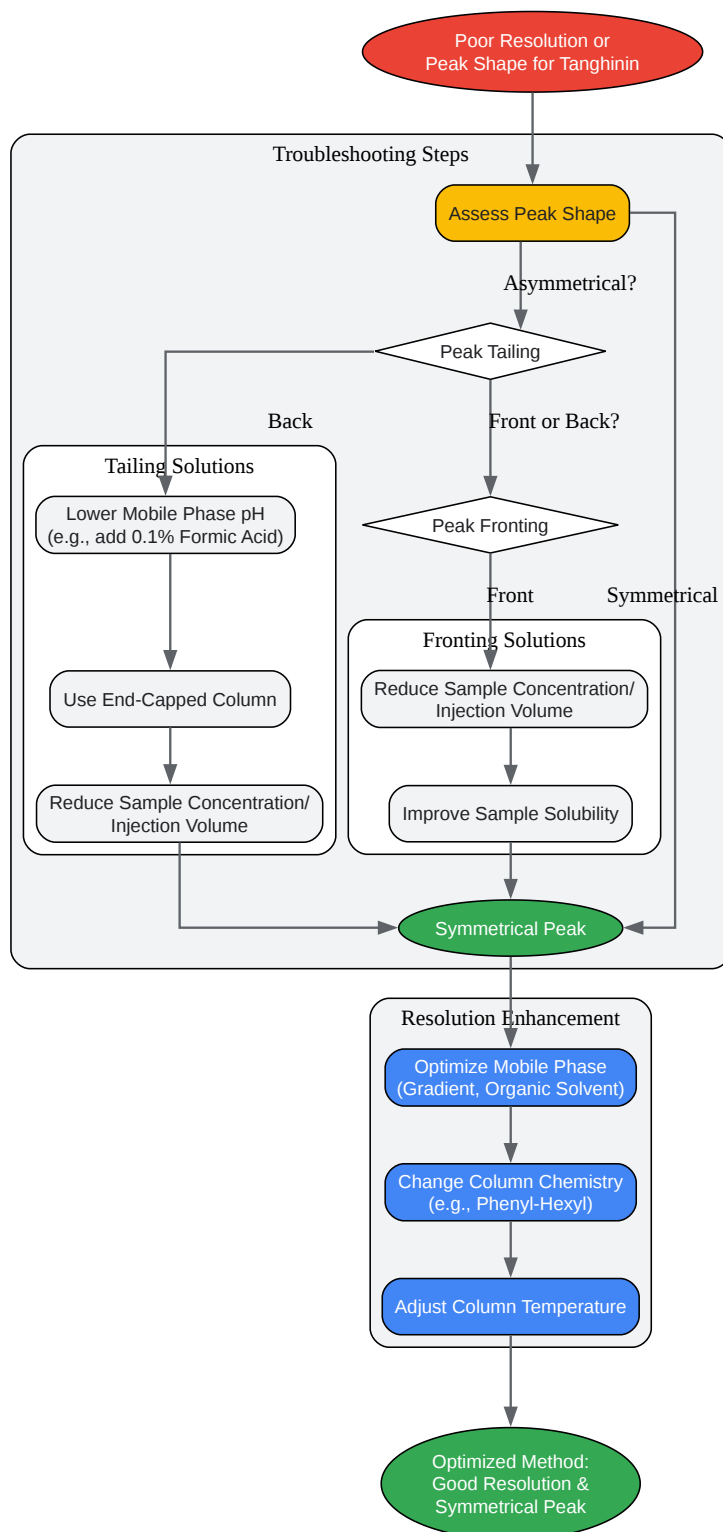 Poor Resolution or
Peak Shape for Tanghinin
Troubleshooting Steps
Assess Peak Shape
Asymmetrical?
Peak Tailing
Back
Front or Back?
Tailing Solutions
Lower Mobile Phase pH
(e.g., add 0.1% Formic Acid)
Peak Fronting
Front
Symmetrical
Fronting Solutions
Use End-Capped Column
Reduce Sample Concentration/
Injection Volume
Reduce Sample Concentration/
Injection Volume
Improve Sample Solubility
Symmetrical Peak
Resolution Enhancement
Optimize Mobile Phase
(Gradient, Organic Solvent)
Change Column Chemistry
(e.g., Phenyl-Hexyl)
Adjust Column Temperature
Optimized Method:
Good Resolution &
Symmetrical Peak